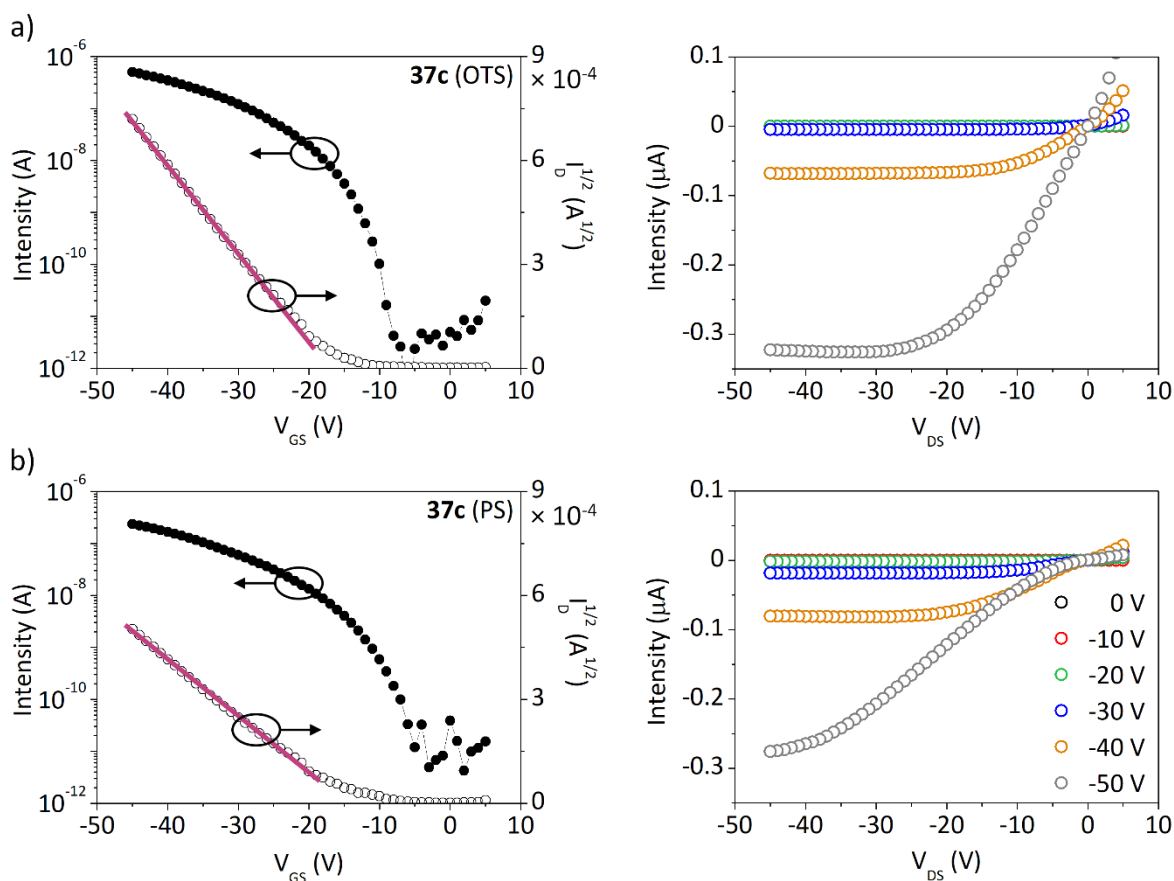 a)
37c (OTS)
Intensity (A)
10⁻⁶
10⁻⁸
10⁻¹⁰
10⁻¹²
9
× 10⁻⁴
6
3
0
I_D^1/2 (A^1/2)
-50 -40 -30 -20 -10 0 10
V_GS (V)
Intensity (µA)
0.1
0
-0.1
-0.2
-0.3
-50 -40 -30 -20 -10 0 10
V_DS (V)
b)
37c (PS)
Intensity (A)
10⁻⁶
10⁻⁸
10⁻¹⁰
10⁻¹²
9
× 10⁻⁴
6
3
0
I_D^1/2 (A^1/2)
-50 -40 -30 -20 -10 0 10
V_GS (V)
Intensity (µA)
0.1
0
-0.1
-0.2
-0.3
0 V
-10 V
-20 V
-30 V
-40 V
-50 V
-50 -40 -30 -20 -10 0 10
V_DS (V)